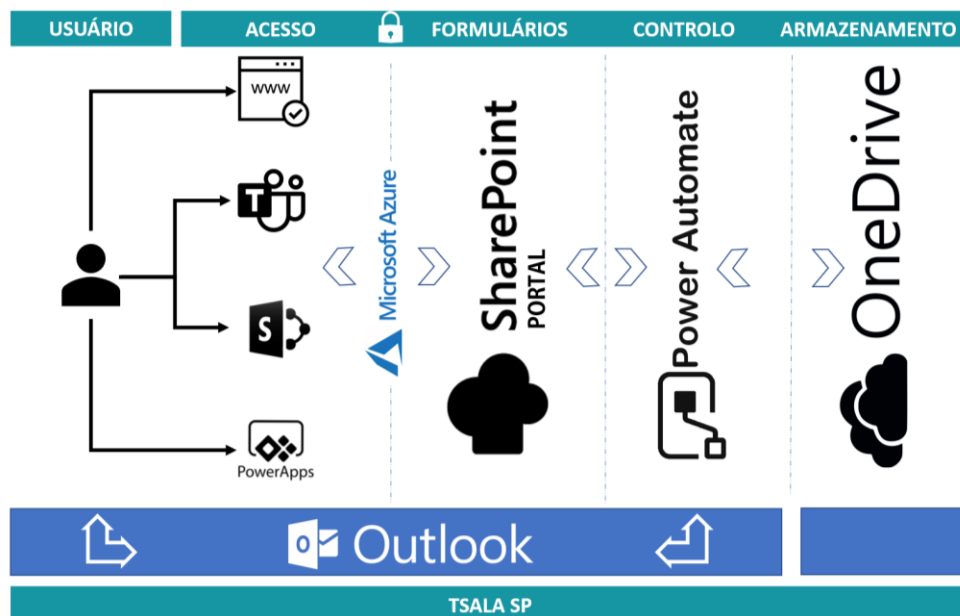 USUÁRIO
ACESSO
FORMULÁRIOS
CONTROLO
ARMAZENAMENTO
WWW
T
S
PowerApps
Microsoft Azure
SharePoint
PORTAL
Power Automate
OneDrive
O
Outlook
TSALA SP